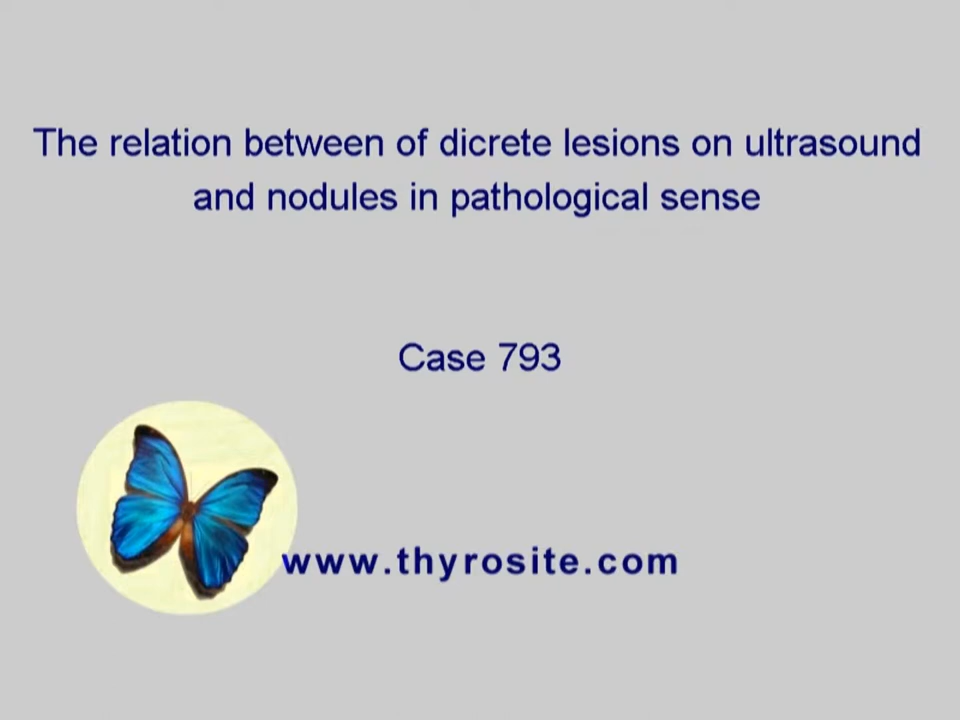 The relation between of dicrete lesions on ultrasound
and nodules in pathological sense
Case 793
www.thyrosite.com